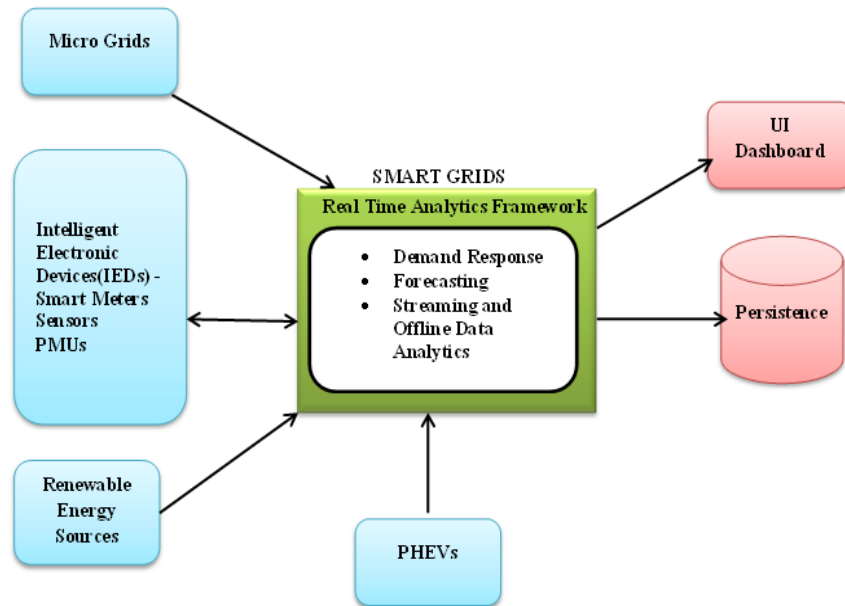 Micro Grids
UI
Dashboard
SMART GRIDS
Real Time Analytics Framework
• Demand Response
• Forecasting
• Streaming and
Offline Data
Analytics
Intelligent
Electronic
Devices(IEDs) -
Smart Meters
Sensors
PMUs
Persistence
Renewable
Energy
Sources
PHEVs